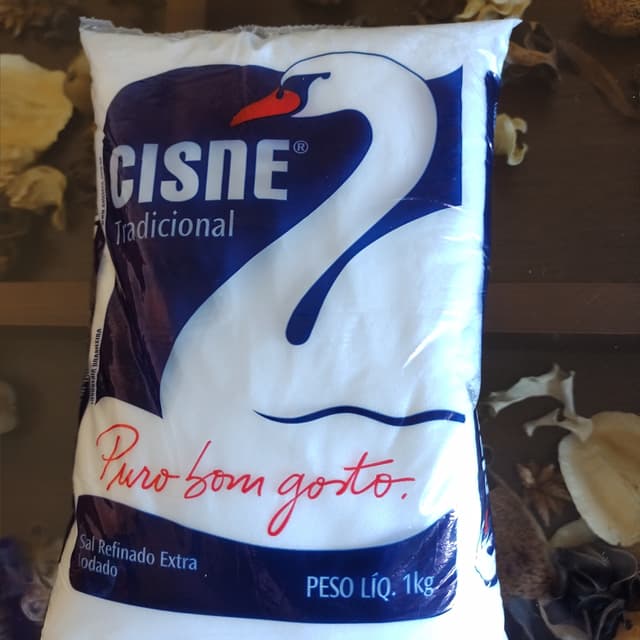 CISNE®
Tradicional
Puro bom gosto.
Sal Refinado Extra
Iodado
PESO LÍQ. 1kg